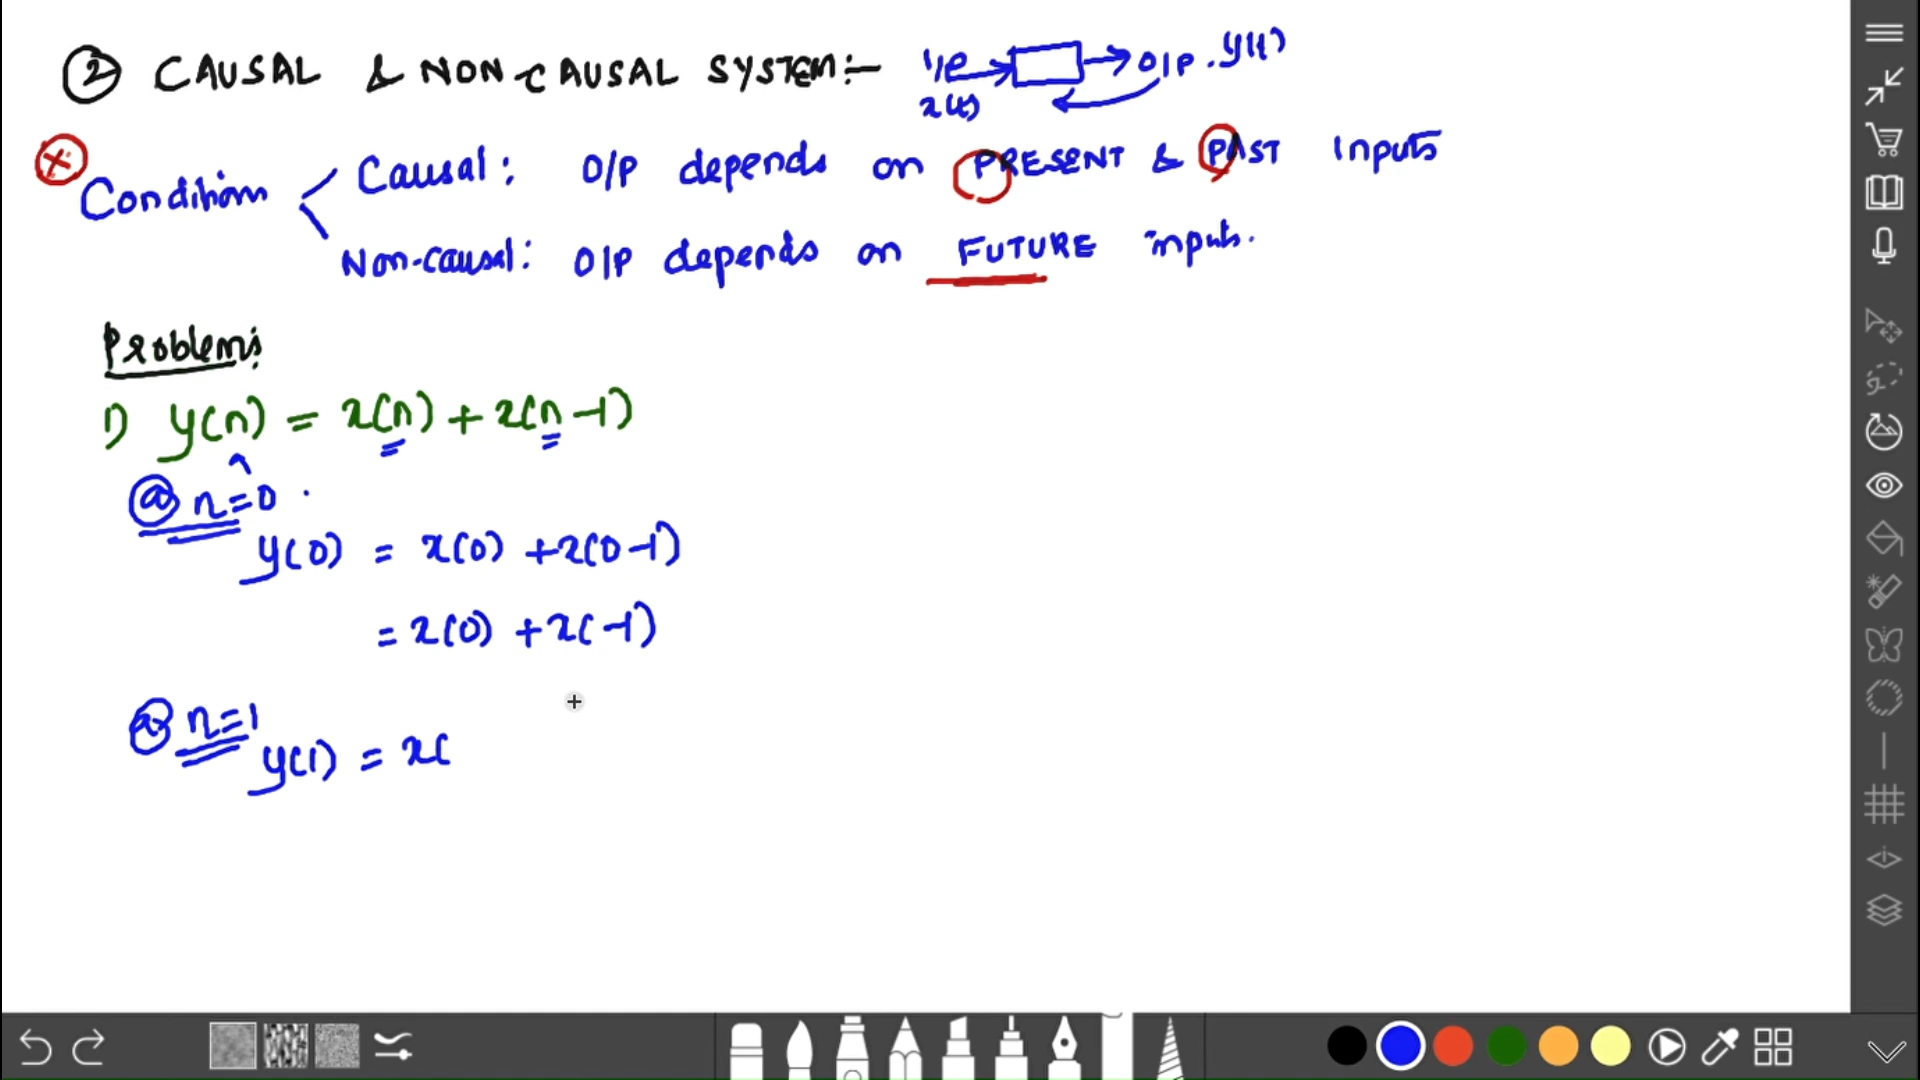 ② CAUSAL & NON-CAUSAL SYSTEM:-
I/P x(t) → O/P. y(t)
Conditions
Causal: O/P depends on PRESENT & PAST Inputs
Non-causal: O/P depends on FUTURE inputs.
Problems:
1) y(n) = x(n) + x(n-1)
@ n=0
y(0) = x(0) + x(0-1)
= x(0) + x(-1)
@ n=1
y(1) = x(